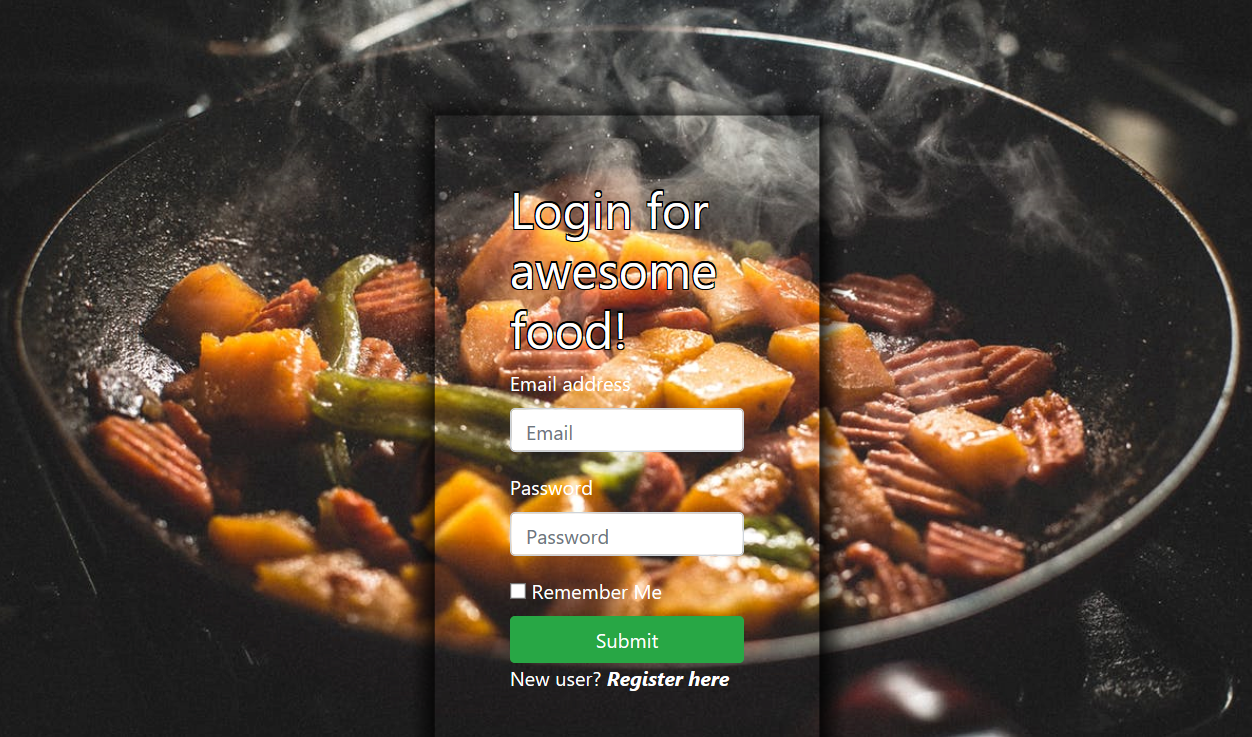 Login for
awesome
food!
Email address
Email
Password
Password
Remember Me
Submit
New user? Register here